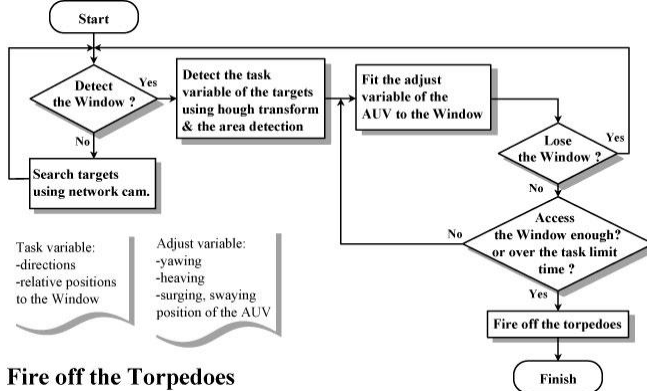 Start
Detect
the Window ?
Yes
No
Search targets
using network cam.
Detect the task
variable of the targets
using hough transform
& the area detection
Fit the adjust
variable of the
AUV to the Window
Lose
the Window ?
Yes
No
Access
the Window enough?
or over the task limit
time ?
No
Yes
Fire off the torpedoes
Finish
Task variable:
-directions
-relative positions
to the Window
Adjust variable:
-yawing
-heaving
-surging, swaying
position of the AUV
Fire off the Torpedoes